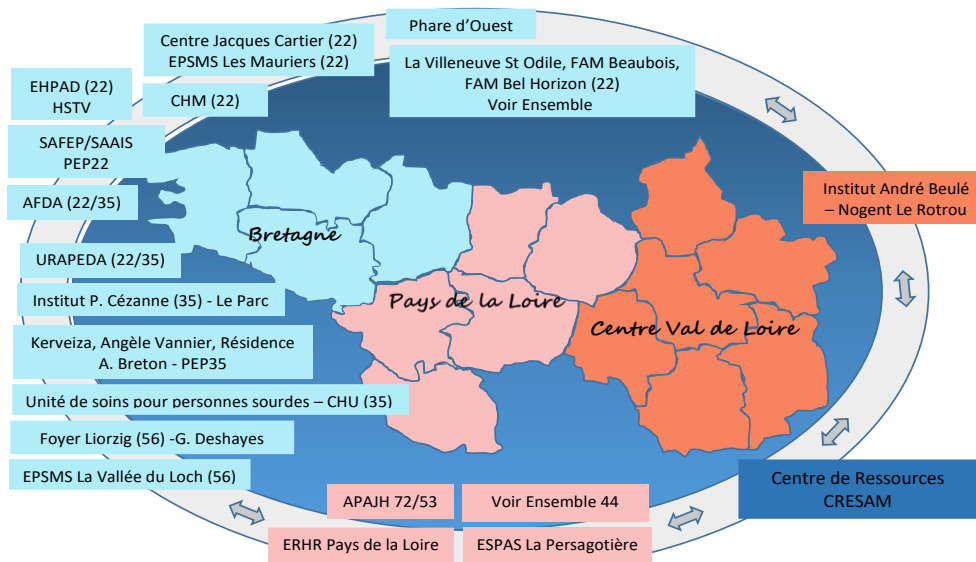 Phare d’Ouest
Centre Jacques Cartier (22)
EPSMS Les Mauriers (22)
La Villeneuve St Odile, FAM Beaubois,
FAM Bel Horizon (22)
Voir Ensemble
EHPAD (22)
HSTV
CHM (22)
SAFEP/SAAIS
PEP22
AFDA (22/35)
URAPEDA (22/35)
Institut P. Cézanne (35) - Le Parc
Kerveiza, Angèle Vannier, Résidence
A. Breton - PEP35
Unité de soins pour personnes sourdes – CHU (35)
Foyer Liorzig (56) -G. Deshayes
EPSMS La Vallée du Loch (56)
Bretagne
Pays de la Loire
Centre Val de Loire
Institut André Beulé
– Nogent Le Rotrou
Centre de Ressources
CRESAM
APAJH 72/53
Voir Ensemble 44
ERHR Pays de la Loire
ESPAS La Persagotière